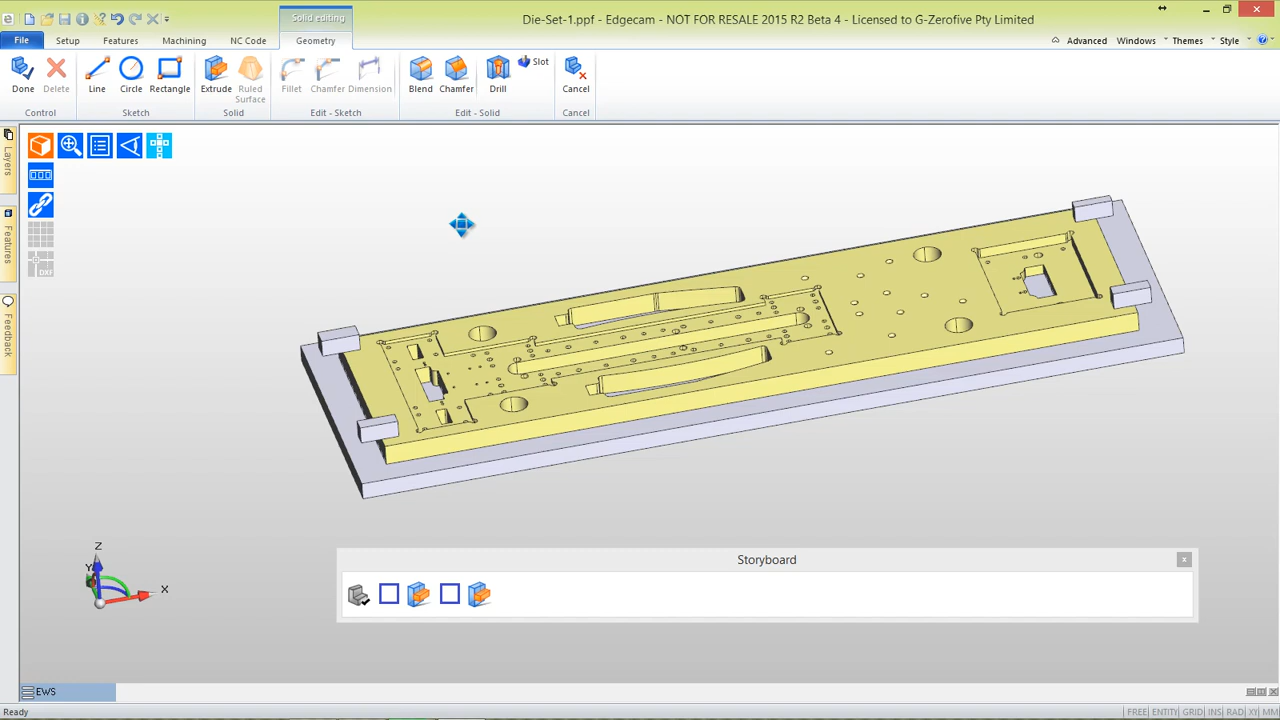 Solid editing
Die-Set-1.ppf - Edgecam - NOT FOR RESALE 2015 R2 Beta 4 - Licensed to G-Zerofive Pty Limited
File Setup Features Machining NC Code Geometry Advanced Windows Themes Style
Done Delete Line Circle Rectangle Extrude Ruled Surface Fillet Chamfer Dimension Blend Chamfer Drill Slot Cancel
Control Sketch Solid Edit - Sketch Edit - Solid Cancel
Layers
Features
Feedback
DXF
Z
Y
X
Storyboard
EWS
Ready FREE ENTITY GRID INS RAD XY MM